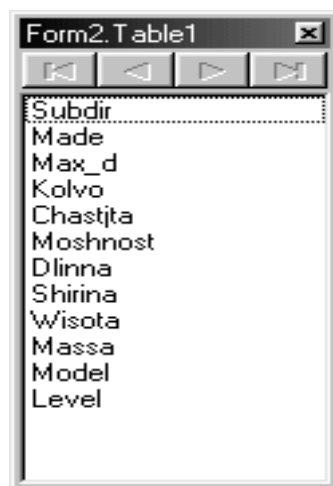 Form2.Table1
Subdir
Made
Max_d
Kolvo
Chastjta
Moshnost
Dlinna
Shirina
Wisota
Massa
Model
Level